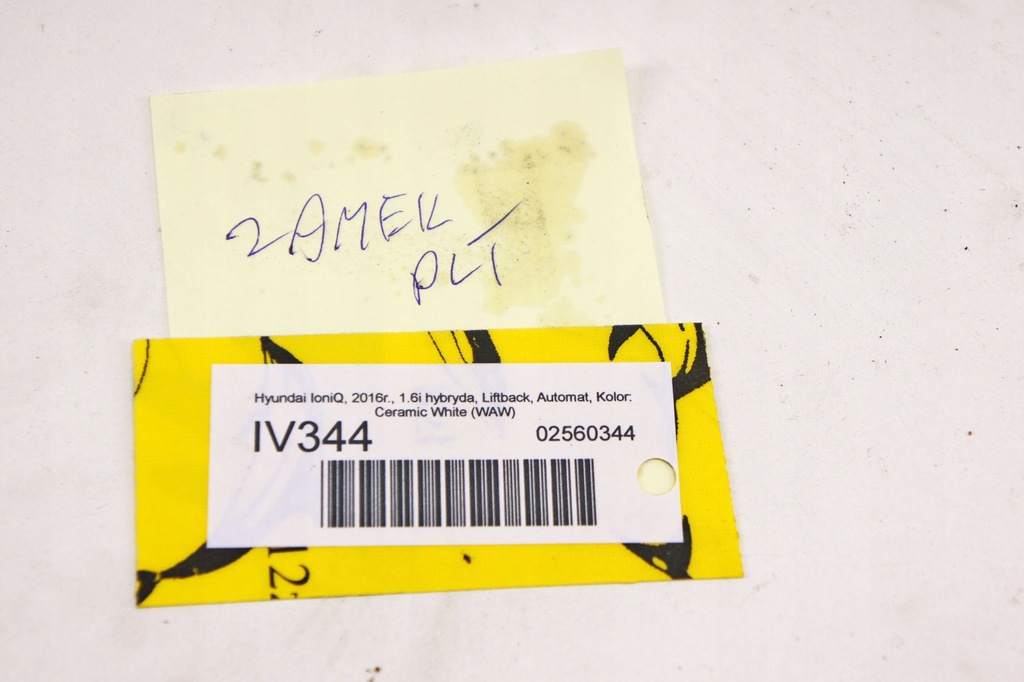 ZAMEK
PLT
Hyundai IoniQ, 2016r., 1.6i hybryda, Liftback, Automat, Kolor:
Ceramic White (WAW)
IV344
02560344